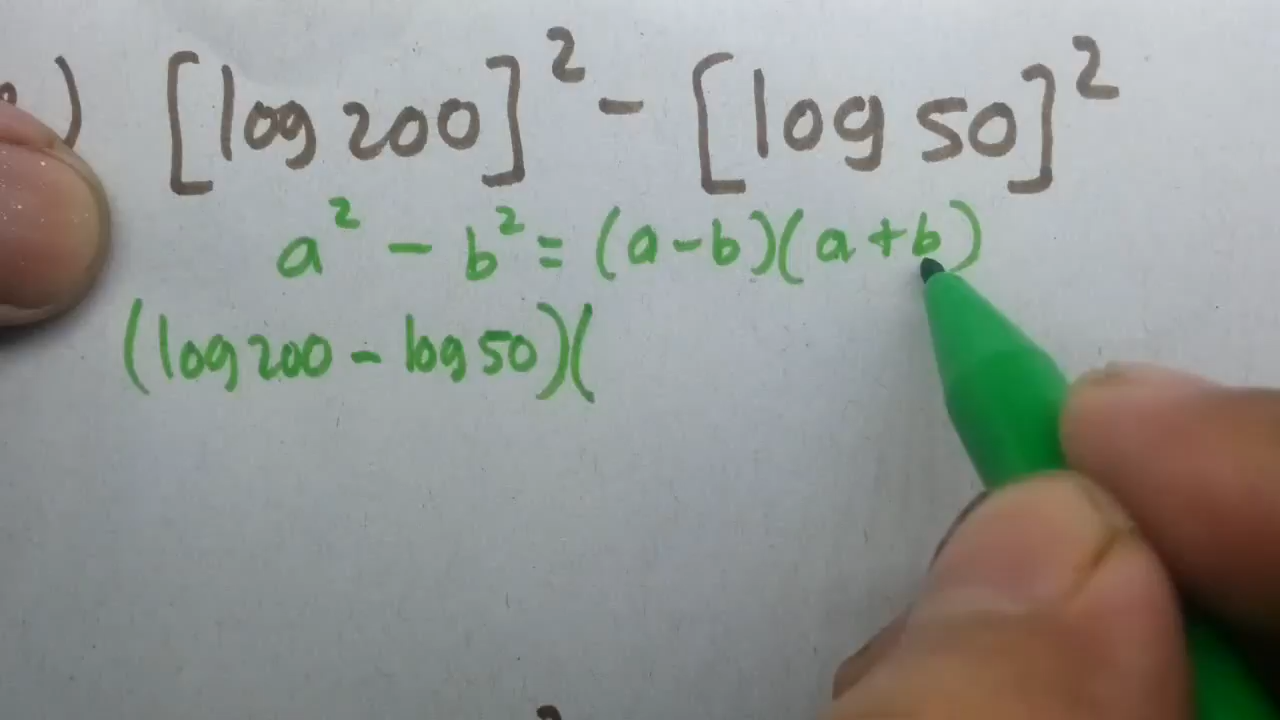 ) [log 200]² - [log 50]²
a² - b² = (a-b)(a+b)
(log 200 - log 50)(